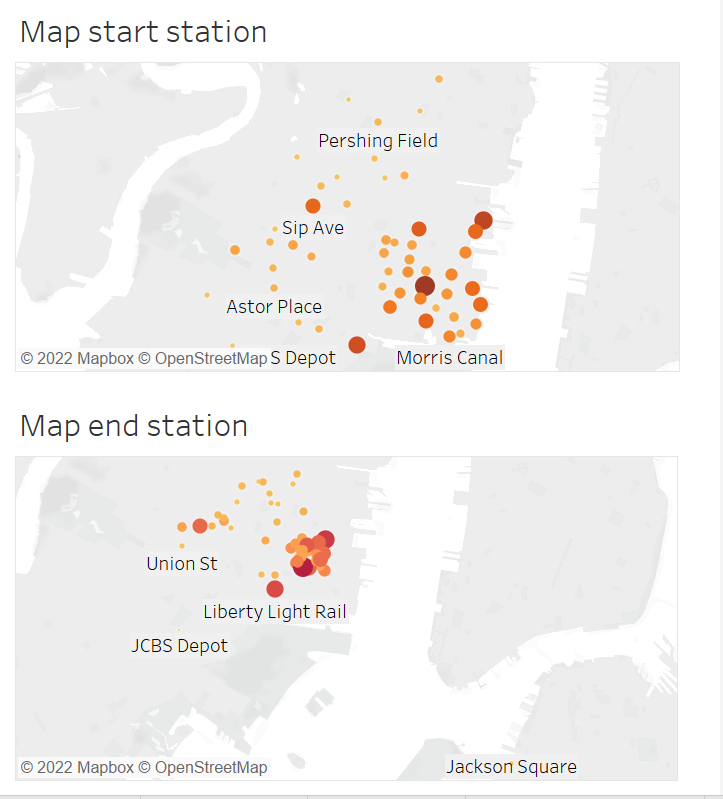 Map start station
Pershing Field
Sip Ave
Astor Place
© 2022 Mapbox © OpenStreetMap S Depot Morris Canal
Map end station
Union St
Liberty Light Rail
JCBS Depot
© 2022 Mapbox © OpenStreetMap Jackson Square